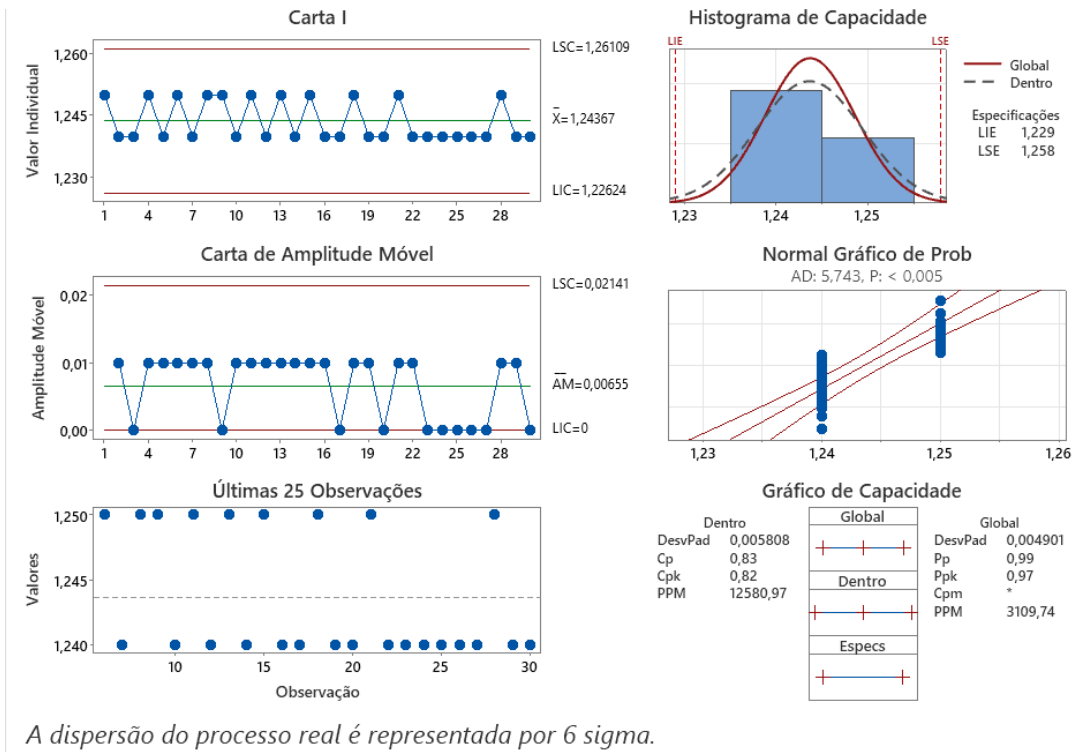 Carta I
Valor Individual
1,260
1,245
1,230
1 4 7 10 13 16 19 22 25 28
LSC=1,26109
X̄=1,24367
LIC=1,22624
Histograma de Capacidade
LIE
LSE
Global
Dentro
Especificações
LIE 1,229
LSE 1,258
1,23 1,24 1,25
Carta de Amplitude Móvel
Amplitude Móvel
0,02
0,01
0,00
1 4 7 10 13 16 19 22 25 28
LSC=0,02141
A̅M̅=0,00655
LIC=0
Normal Gráfico de Prob
AD: 5,743, P: < 0,005
1,23 1,24 1,25 1,26
Últimas 25 Observações
Valores
1,250
1,245
1,240
10 15 20 25 30
Observação
Gráfico de Capacidade
Dentro
DesvPad 0,005808
Cp 0,83
Cpk 0,82
PPM 12580,97
Global
Dentro
Especs
Global
DesvPad 0,004901
Pp 0,99
Ppk 0,97
Cpm *
PPM 3109,74
A dispersão do processo real é representada por 6 sigma.